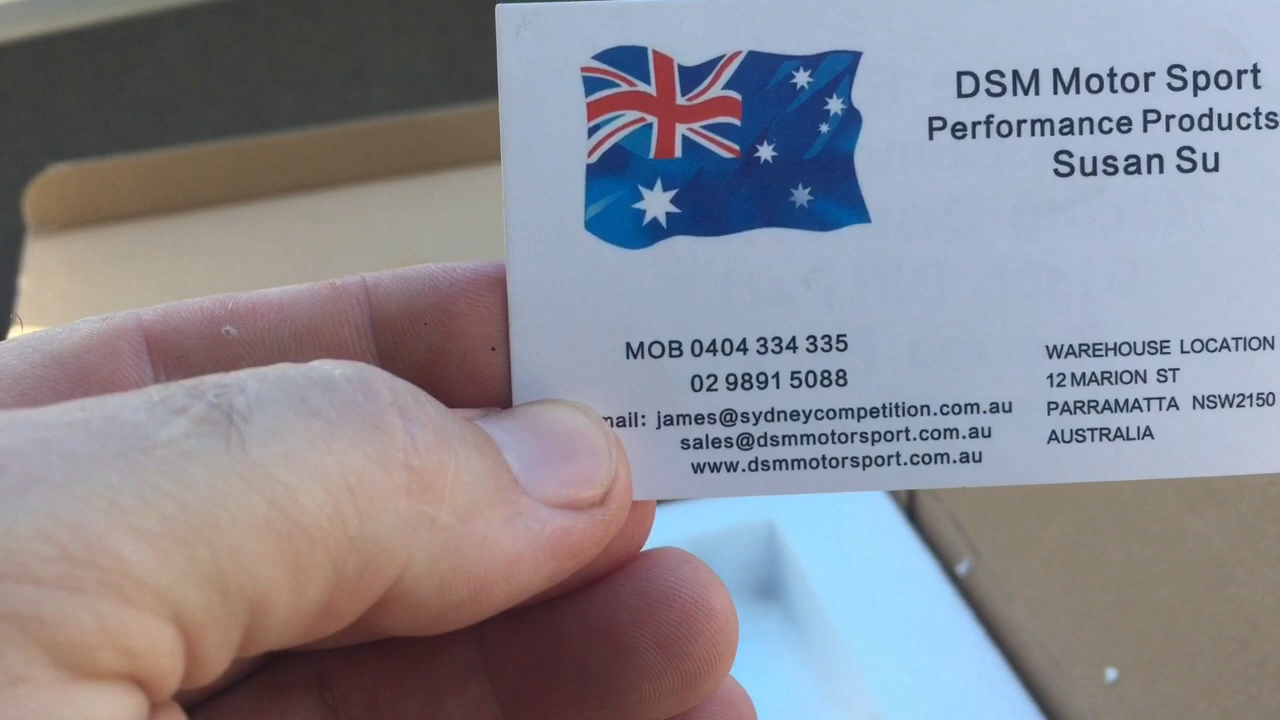 DSM Motor Sport
Performance Products
Susan Su
MOB 0404 334 335
02 9891 5088
mail: james@sydneycompetition.com.au
sales@dsmmotorsport.com.au
www.dsmmotorsport.com.au
WAREHOUSE LOCATION
12 MARION ST
PARRAMATTA NSW2150
AUSTRALIA